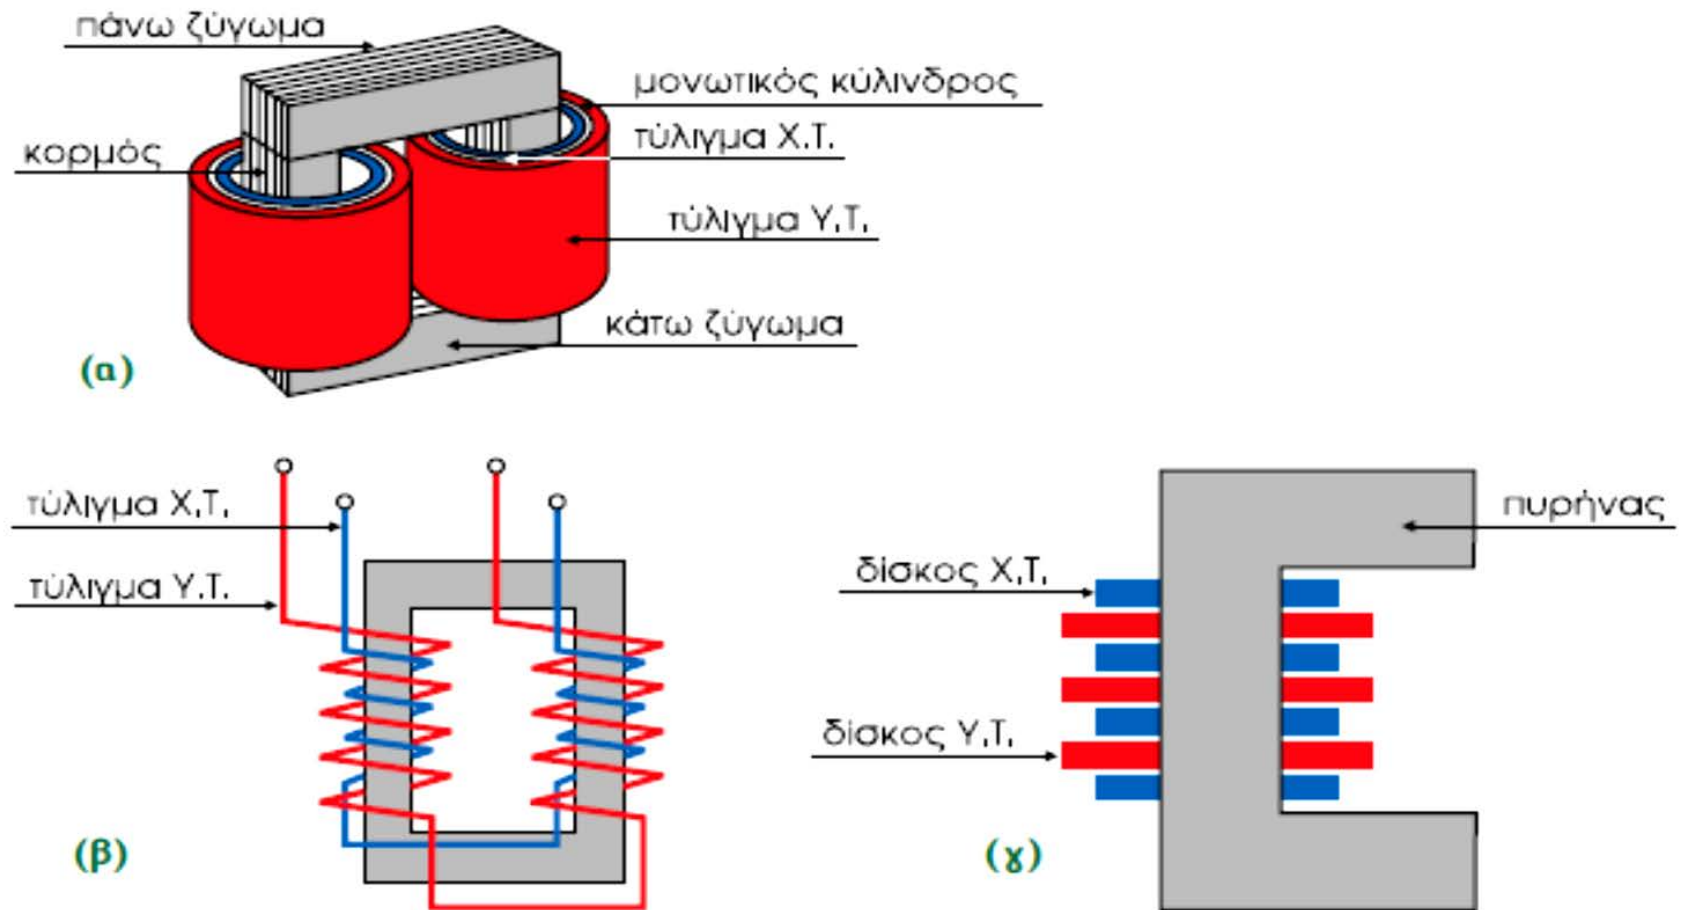 πάνω ζύγωμα
μονωτικός κύλινδρος
τύλιγμα Χ.Τ.
κορμός
τύλιγμα Υ.Τ.
κάτω ζύγωμα
(α)
τύλιγμα Χ.Τ.
τύλιγμα Υ.Τ.
(β)
πυρήνας
δίσκος Χ.Τ.
δίσκος Υ.Τ.
(γ)